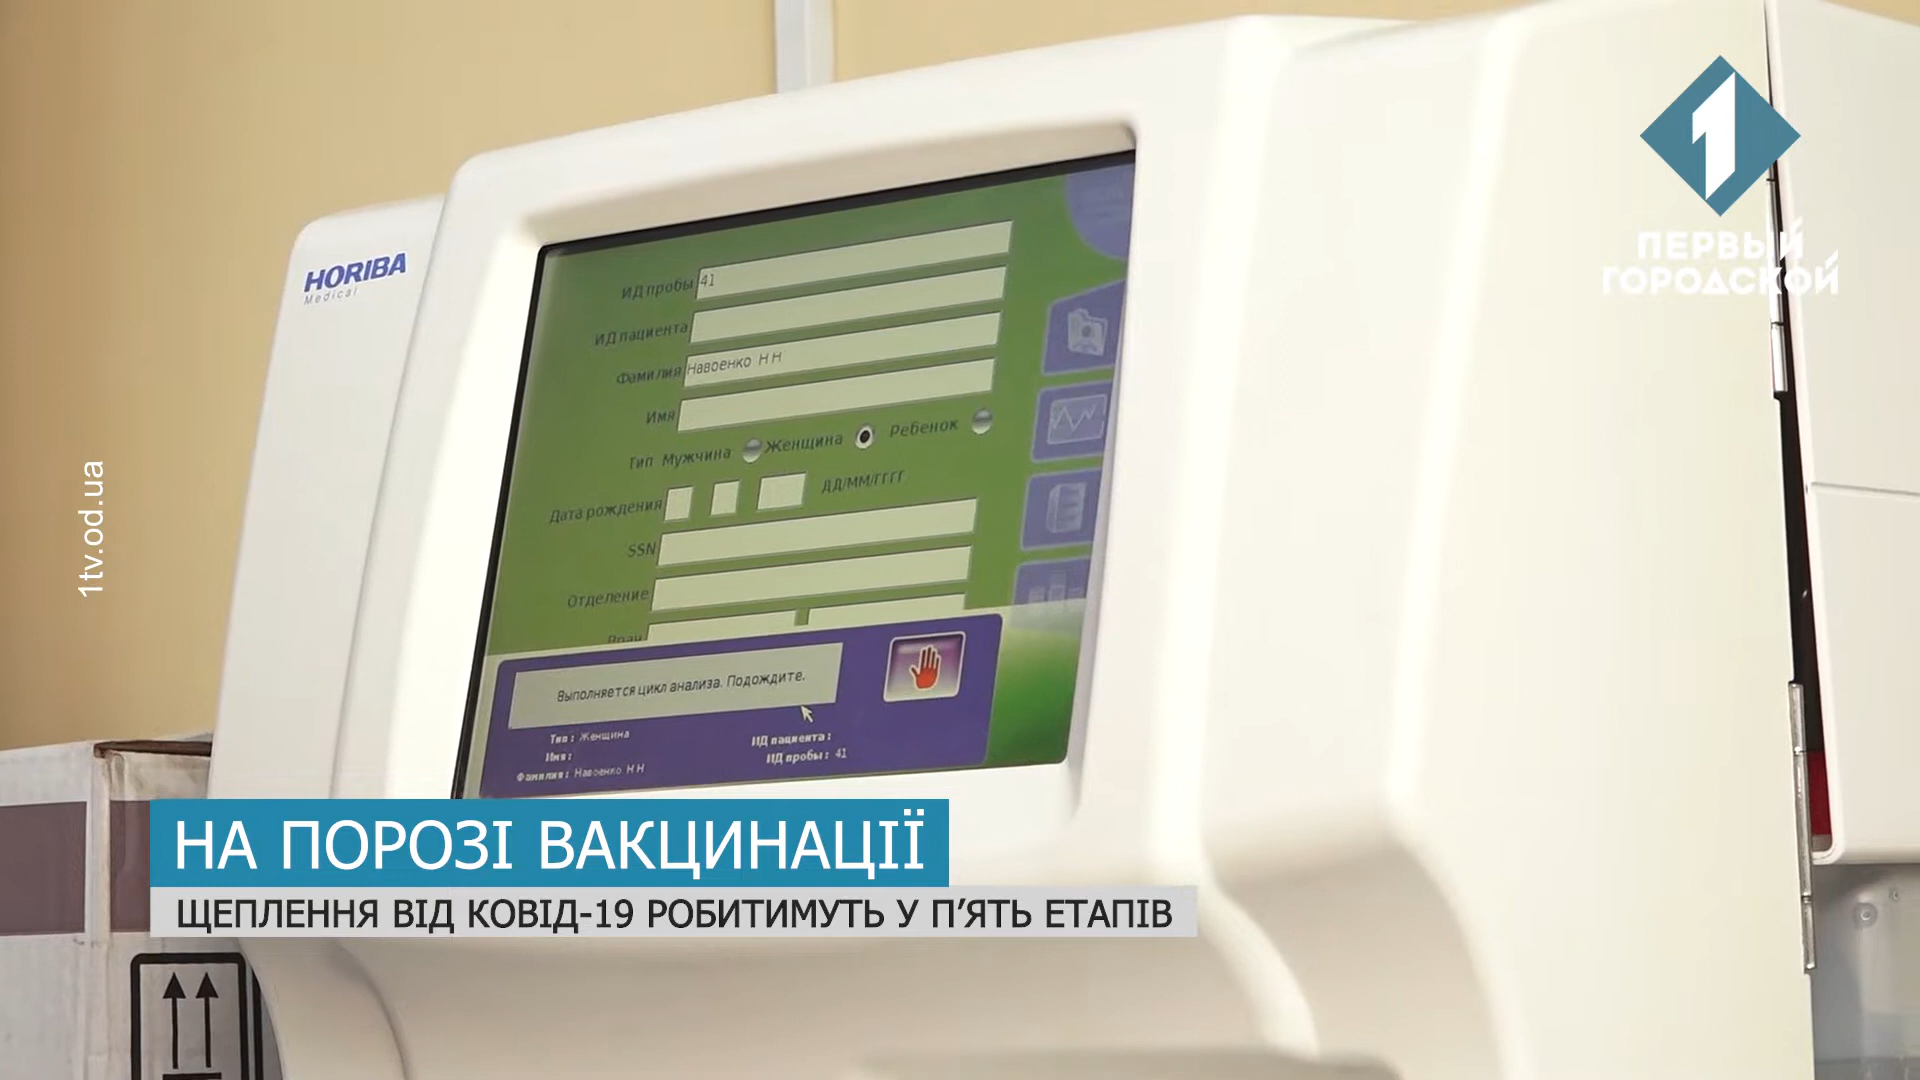 1
ПЕРВЫЙ
ГОРОДСКОЙ
HORIBA
Medical
ИД пробы 41
ИД пациента
Фамилия Навоенко Н Н
Имя
Тип Мужчина Женщина Ребенок
Дата рождения ДД/ММ/ГГГГ
SSN
Отделение
Врач
Выполняется цикл анализа. Подождите.
Тип: Женщина
Имя:
Фамилия: Навоенко Н Н
ИД пациента:
ИД пробы: 41
1tv.od.ua
НА ПОРОЗІ ВАКЦИНАЦІЇ
ЩЕПЛЕННЯ ВІД КОВІД-19 РОБИТИМУТЬ У П’ЯТЬ ЕТАПІВ